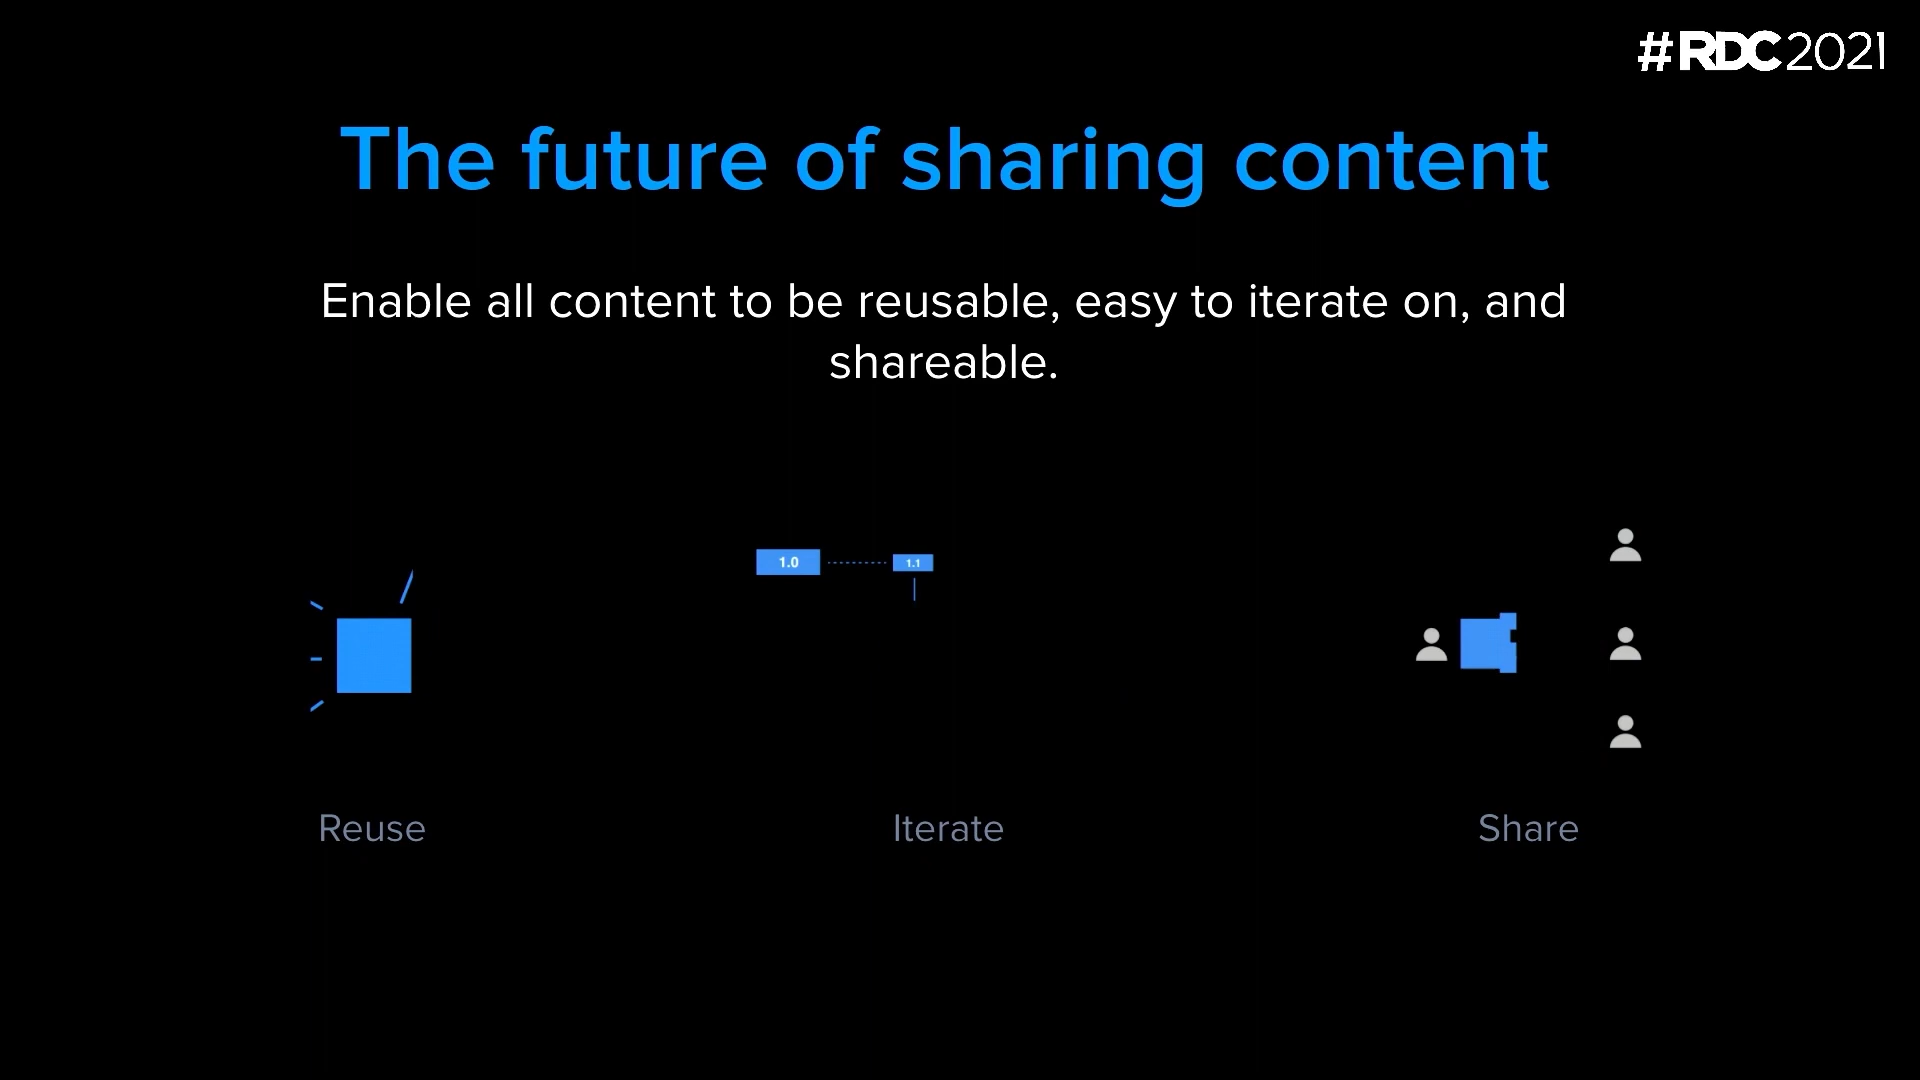 #RDC2021
The future of sharing content
Enable all content to be reusable, easy to iterate on, and
shareable.
1.0
1.1
Reuse
Iterate
Share